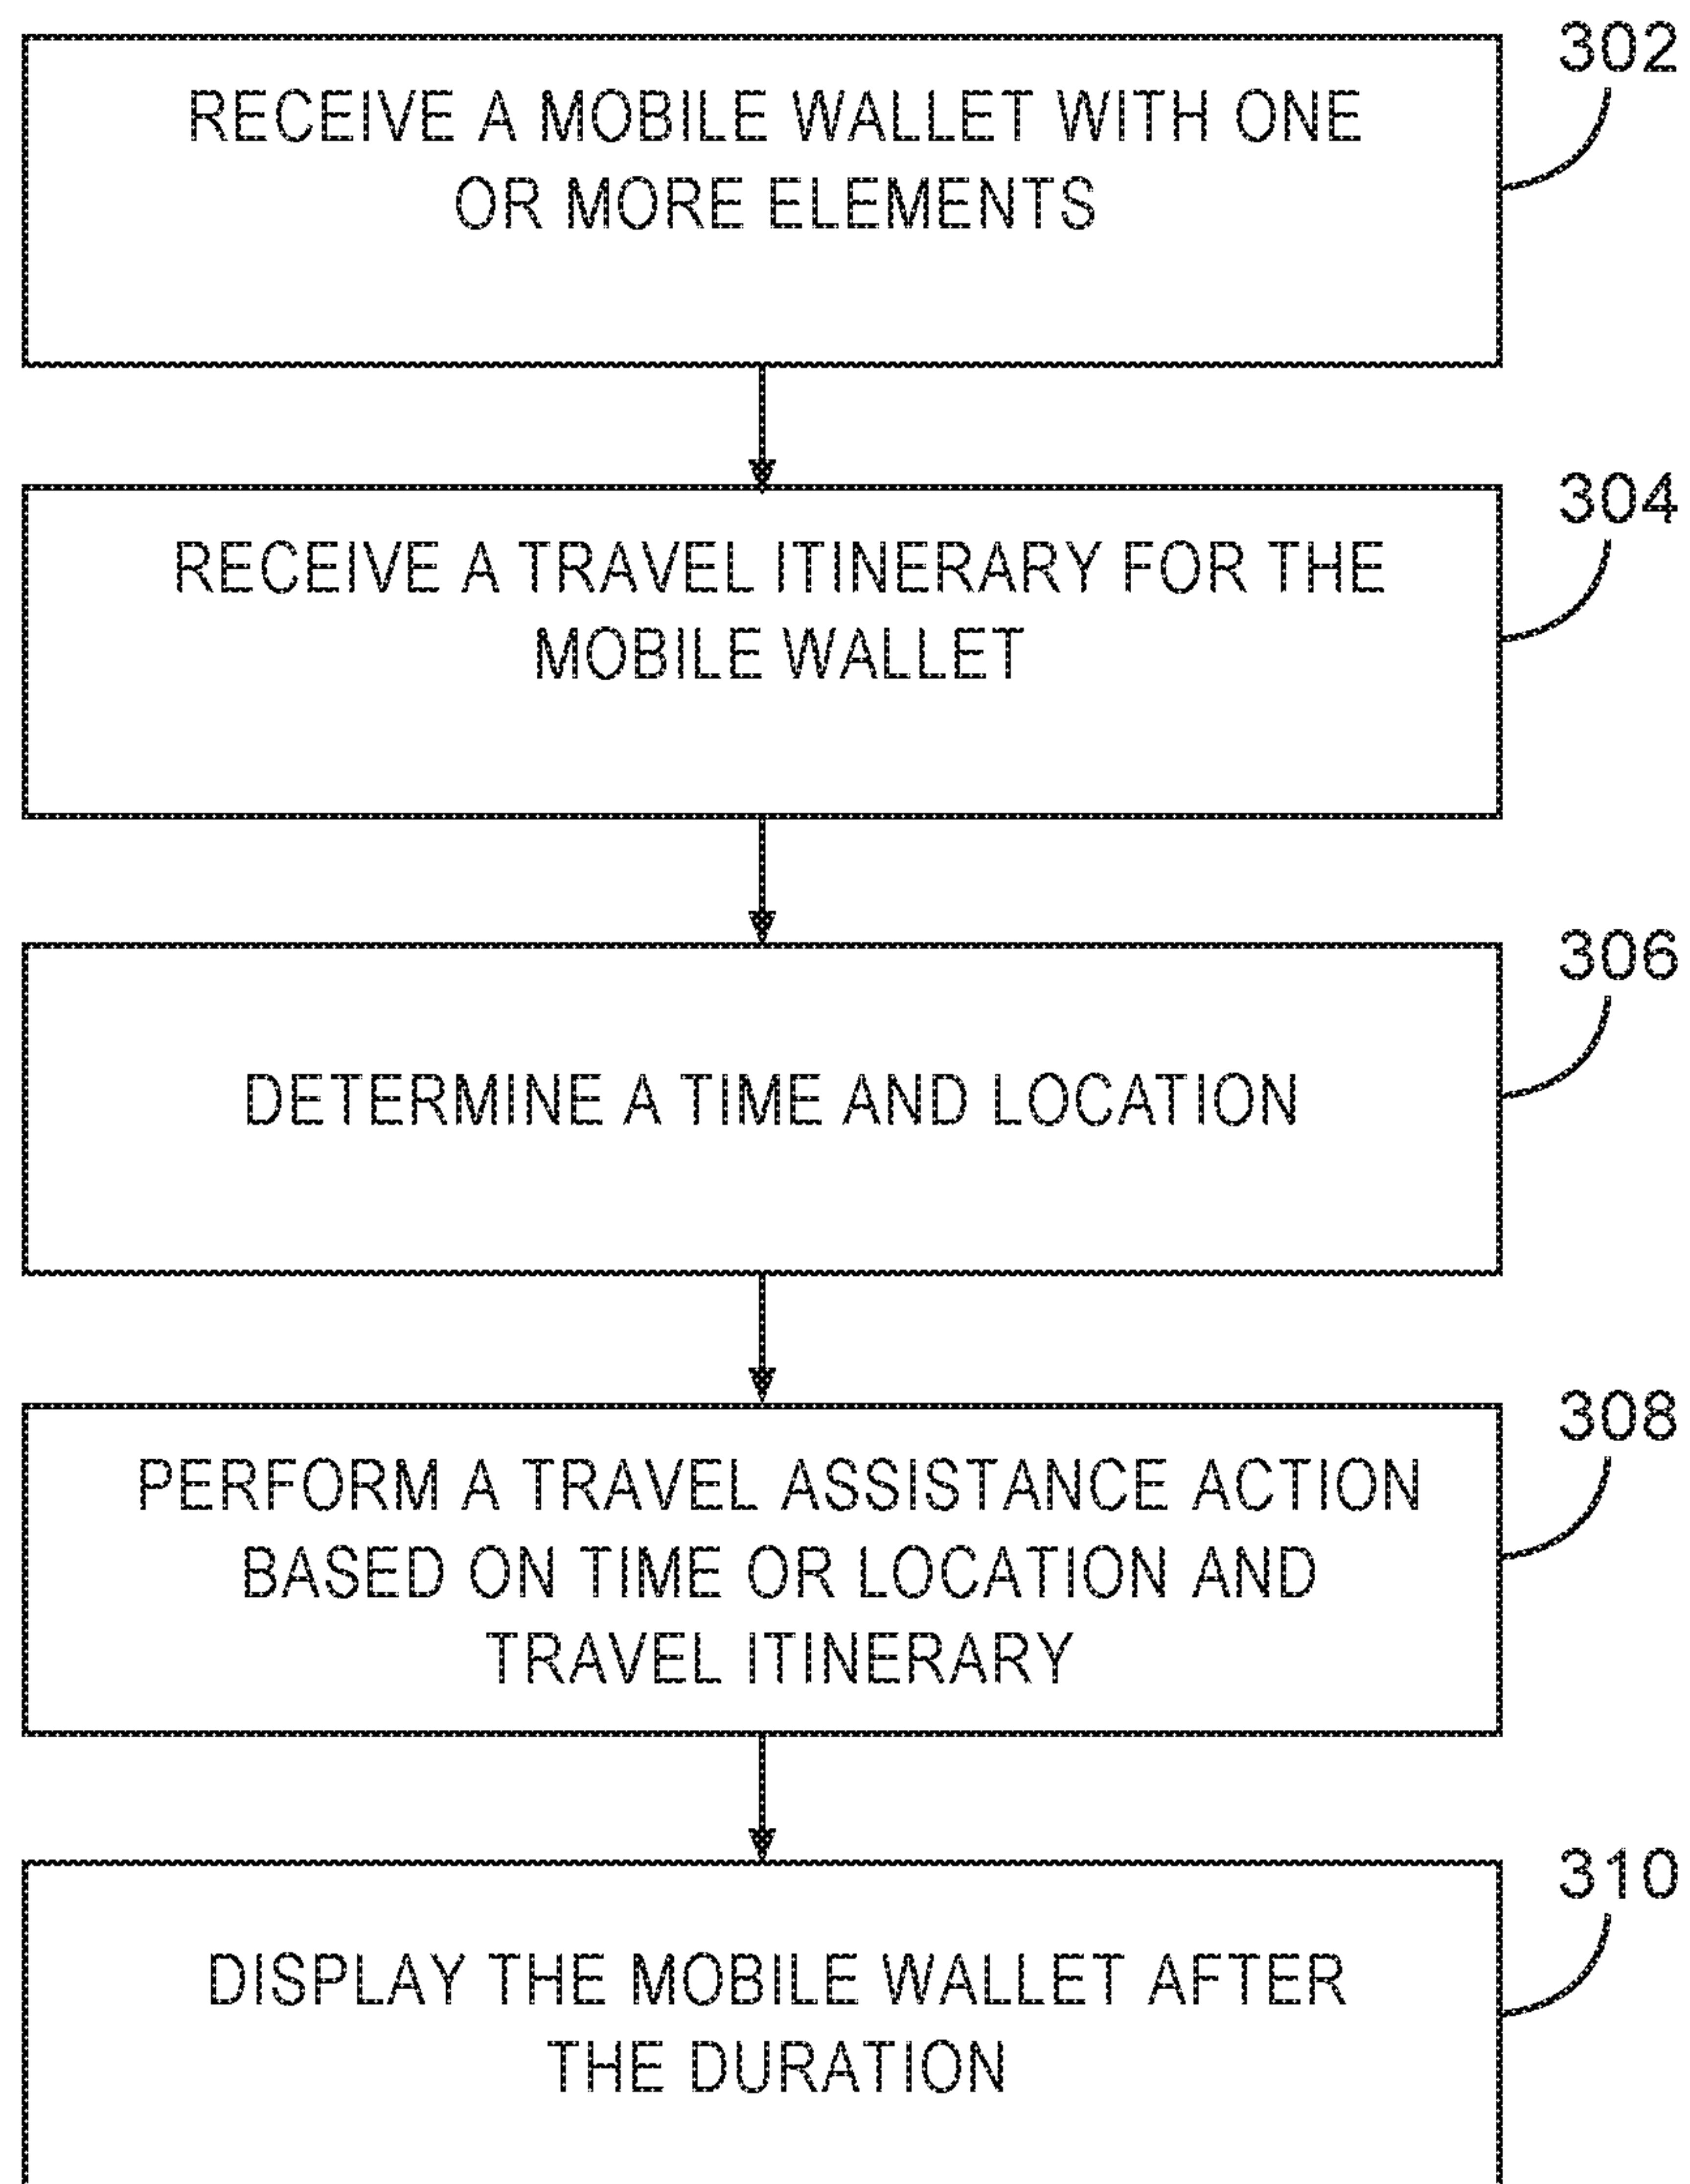 302
RECEIVE A MOBILE WALLET WITH ONE
OR MORE ELEMENTS
304
RECEIVE A TRAVEL ITINERARY FOR THE
MOBILE WALLET
306
DETERMINE A TIME AND LOCATION
308
PERFORM A TRAVEL ASSISTANCE ACTION
BASED ON TIME OR LOCATION AND
TRAVEL ITINERARY
310
DISPLAY THE MOBILE WALLET AFTER
THE DURATION